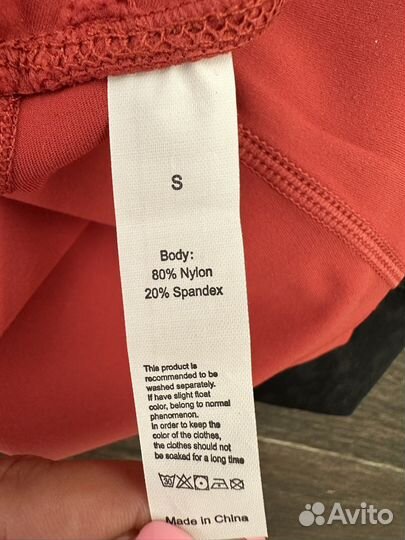 S
Body:
80% Nylon
20% Spandex
This product is
recommended to be
washed separately.
If have slight float
color, belong to normal
phenomenon.
In order to keep the
color of the clothes,
the clothes should not
be soaked for a long time
30
Made in China
Avito